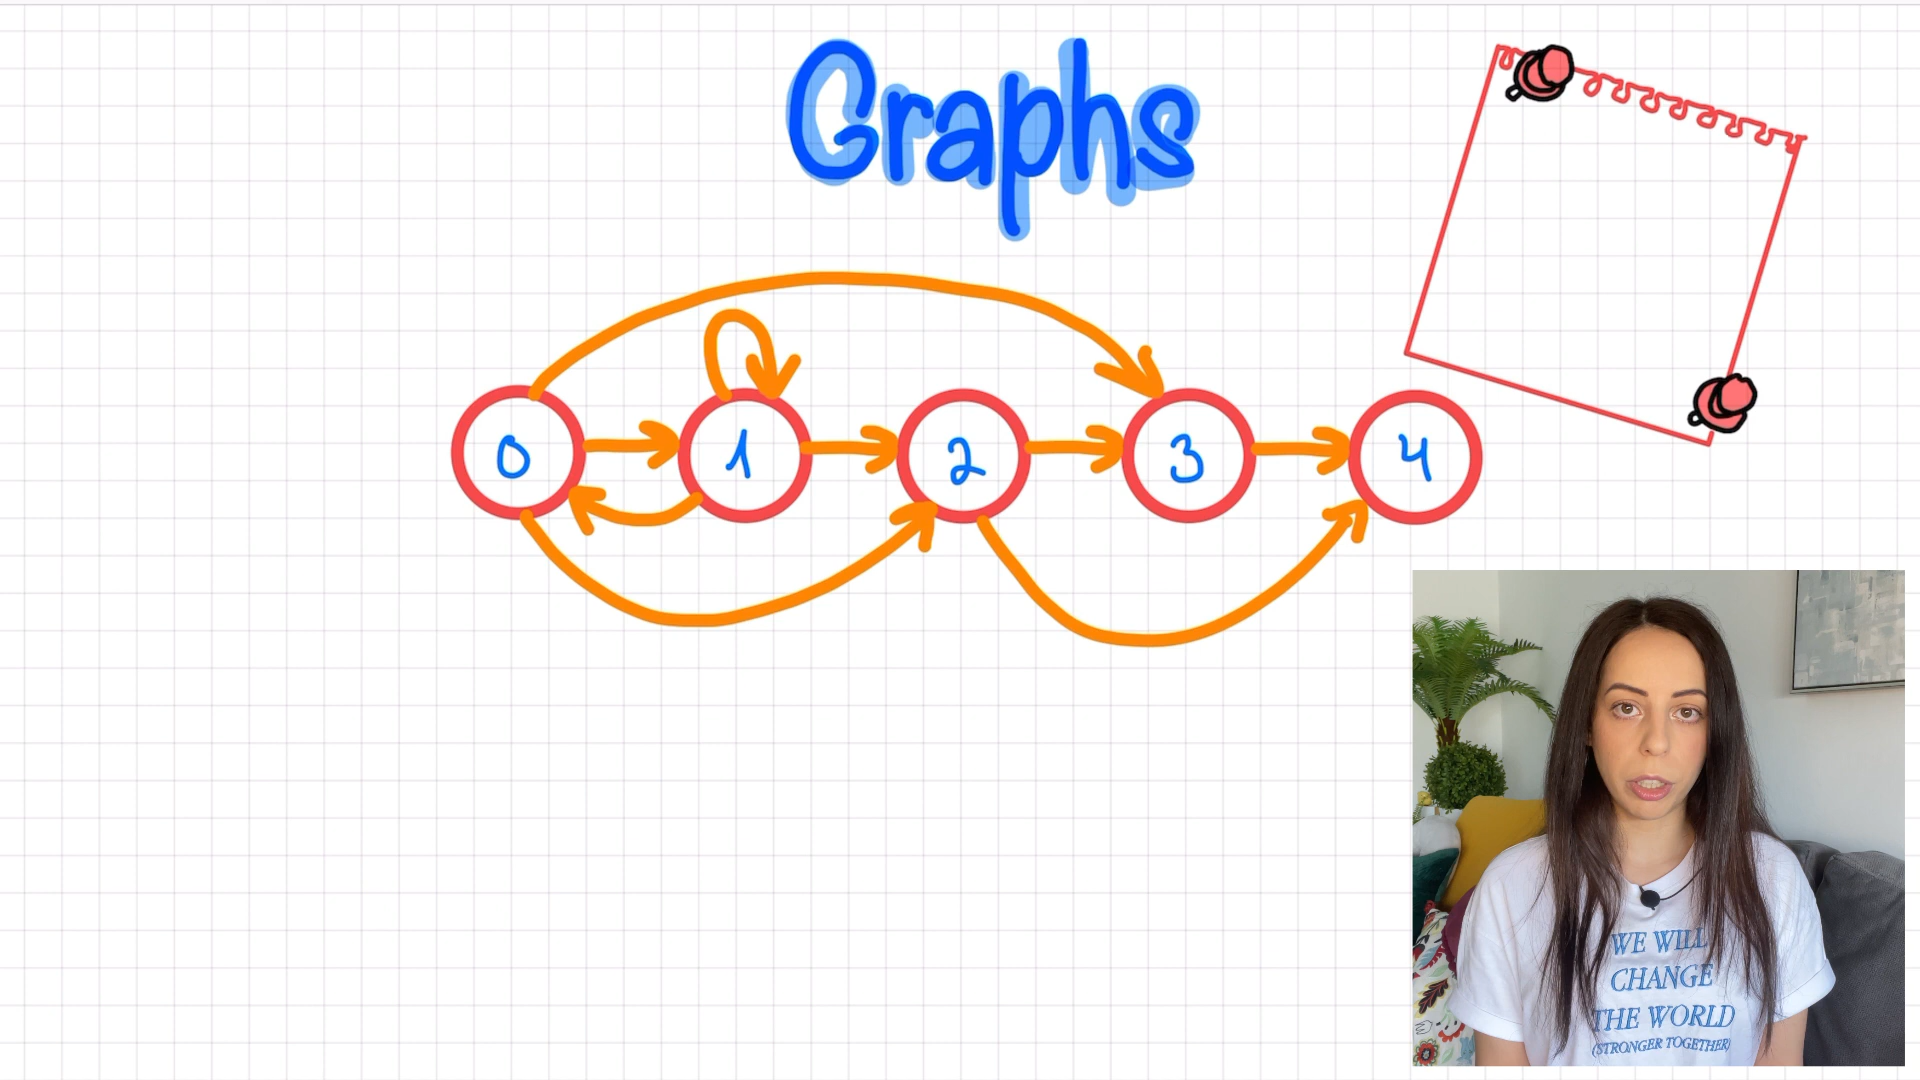 Graphs
0 1 2 3 4
WE WILL
CHANGE
THE WORLD
(STRONGER TOGETHER)